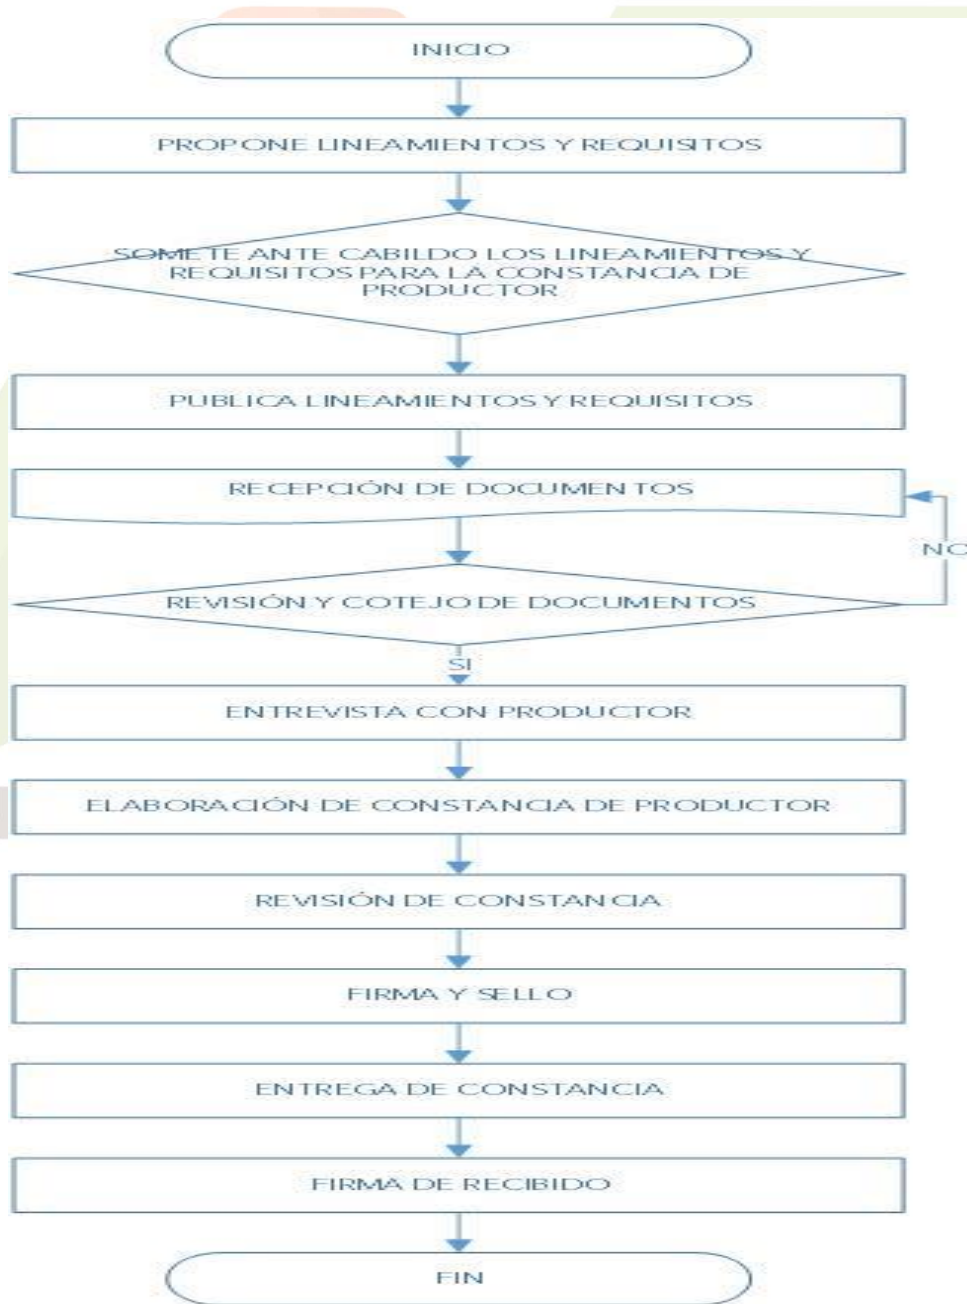 INICIO
PROPONE LINEAMIENTOS Y REQUISITOS
SOMETE ANTE CABILDO LOS LINEAMIENTOS Y
REQUISITOS PARA LA CONSTANCIA DE
PRODUCTOR
PUBLICA LINEAMIENTOS Y REQUISITOS
RECEPCIÓN DE DOCUMENTOS
NO
REVISIÓN Y COTEJO DE DOCUMENTOS
SI
ENTREVISTA CON PRODUCTOR
ELABORACIÓN DE CONSTANCIA DE PRODUCTOR
REVISIÓN DE CONSTANCIA
FIRMA Y SELLO
ENTREGA DE CONSTANCIA
FIRMA DE RECIBIDO
FIN